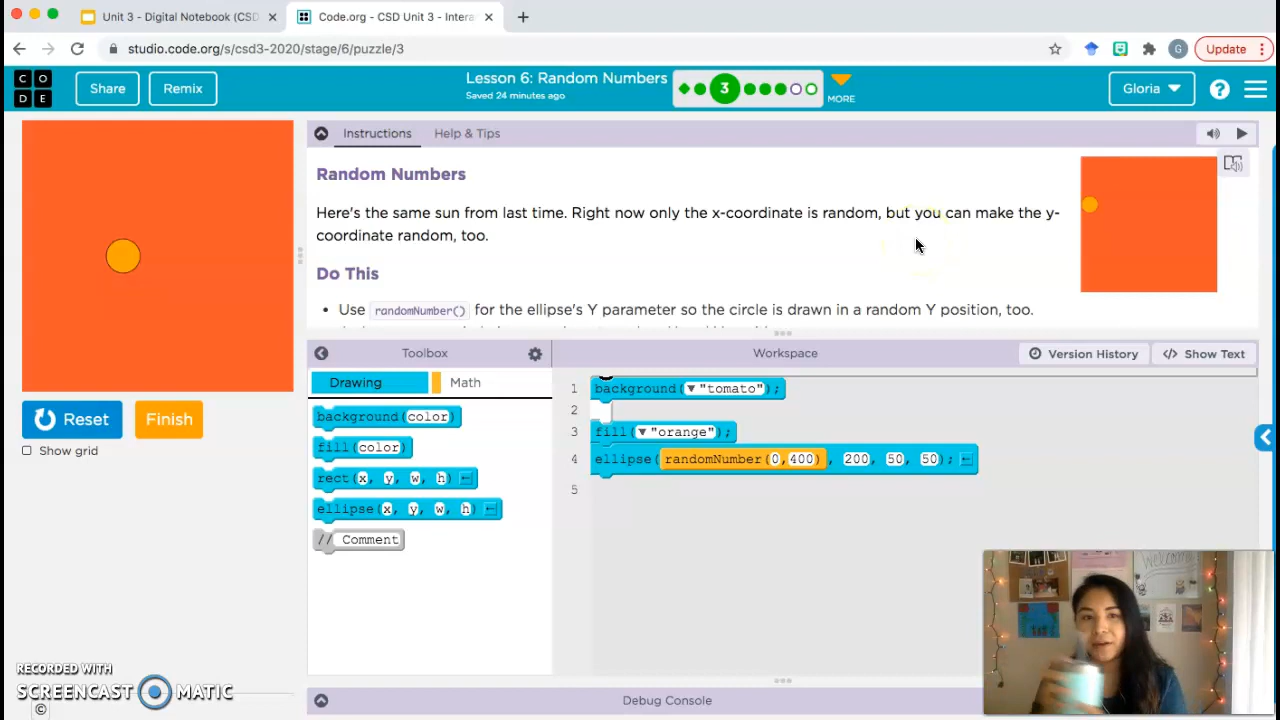 Unit 3 - Digital Notebook (CSD
Code.org - CSD Unit 3 - Intera
studio.code.org/s/csd3-2020/stage/6/puzzle/3
G
Update
C O
D E
Share
Remix
Lesson 6: Random Numbers
Saved 24 minutes ago
3
MORE
Gloria
?
Instructions
Help & Tips
Random Numbers
Here's the same sun from last time. Right now only the x-coordinate is random, but you can make the y-
coordinate random, too.
Do This
• Use randomNumber() for the ellipse's Y parameter so the circle is drawn in a random Y position, too.
Reset
Finish
Show grid
Toolbox
Workspace
Version History
</> Show Text
Drawing
Math
background(color)
fill(color)
rect(x, y, w, h)
ellipse(x, y, w, h)
// Comment
1 background("tomato");
2
3 fill("orange");
4 ellipse(randomNumber(0,400), 200, 50, 50);
5
Debug Console
RECORDED WITH
SCREENCAST MATIC
©